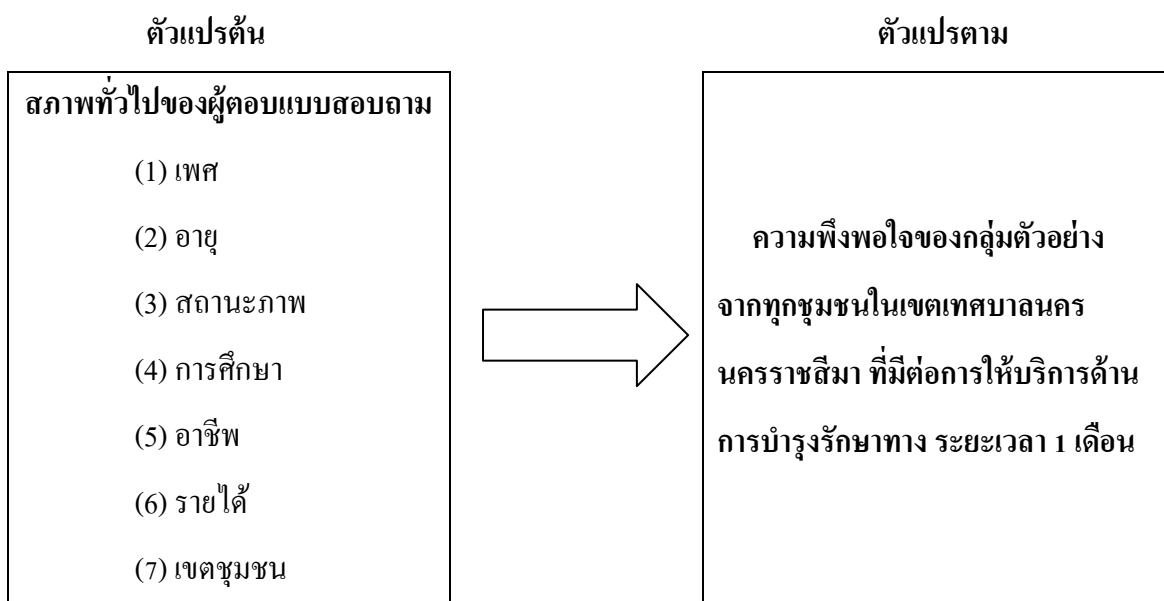 ตัวแปรต้น
ตัวแปรตาม
สภาพทั่วไปของผู้ตอบแบบสอบถาม
(1) เพศ
(2) อายุ
(3) สถานะภาพ
(4) การศึกษา
(5) อาชีพ
(6) รายได้
(7) เขตชุมชน
ความพึงพอใจของกลุ่มตัวอย่าง
จากทุกชุมชนในเขตเทศบาลนคร
นครราชสีมา ที่มีต่อการให้บริการด้าน
การบำรุงรักษาทาง ระยะเวลา 1 เดือน